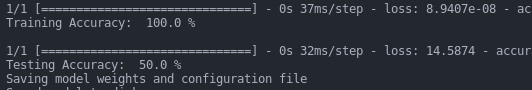 1/1 [==============================] - 0s 37ms/step - loss: 8.9407e-08 - ac
Training Accuracy:  100.0 %
1/1 [==============================] - 0s 32ms/step - loss: 14.5874 - accur
Testing Accuracy:  50.0 %
Saving model weights and configuration file